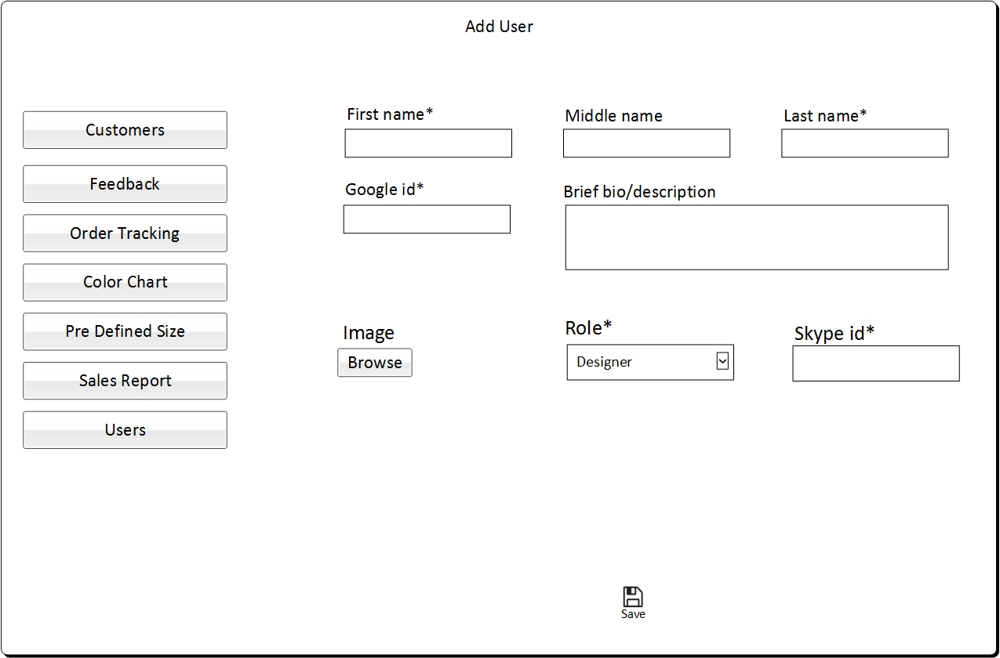 Add User
Customers
Feedback
Order Tracking
Color Chart
Pre Defined Size
Sales Report
Users
First name*
Middle name
Last name*
Google id*
Brief bio/description
Image
Browse
Role*
Designer
Skype id*
Save